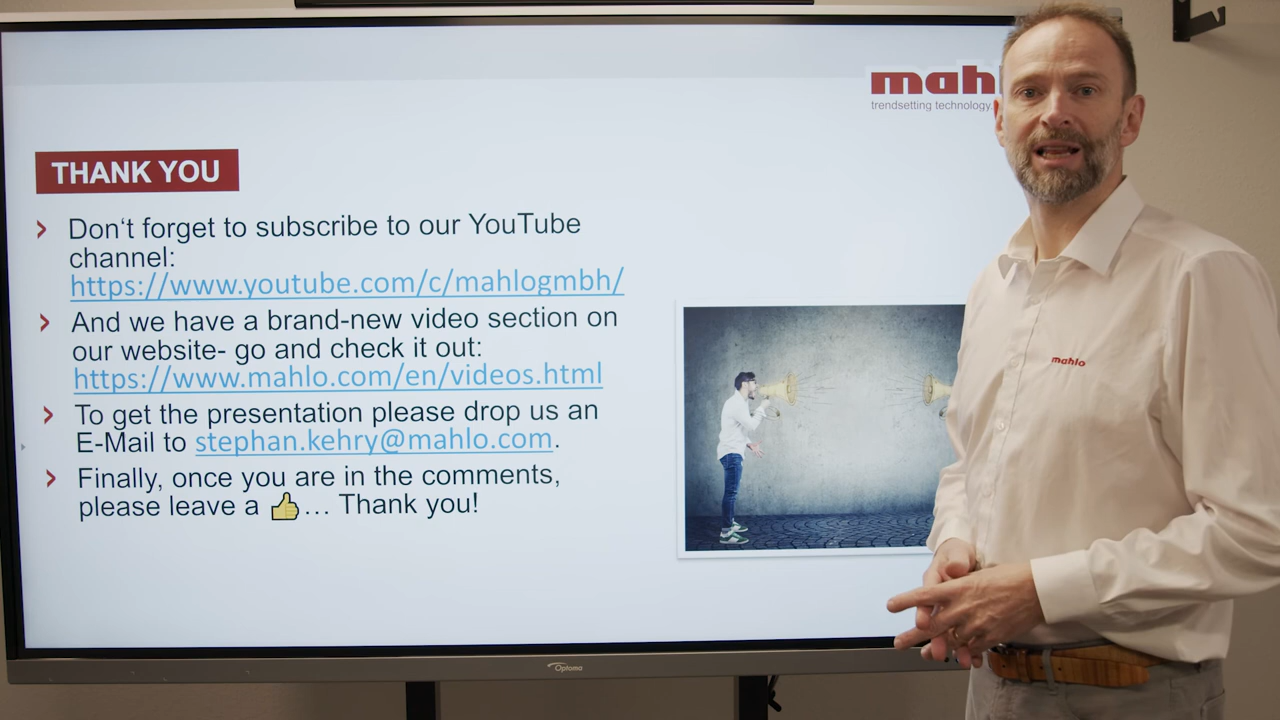 mah
trendsetting technology.
THANK YOU
Don‘t forget to subscribe to our YouTube
channel:
https://www.youtube.com/c/mahlogmbh/
And we have a brand-new video section on
our website- go and check it out:
https://www.mahlo.com/en/videos.html
To get the presentation please drop us an
E-Mail to stephan.kehry@mahlo.com.
Finally, once you are in the comments,
please leave a 👍… Thank you!
mahlo
Optoma